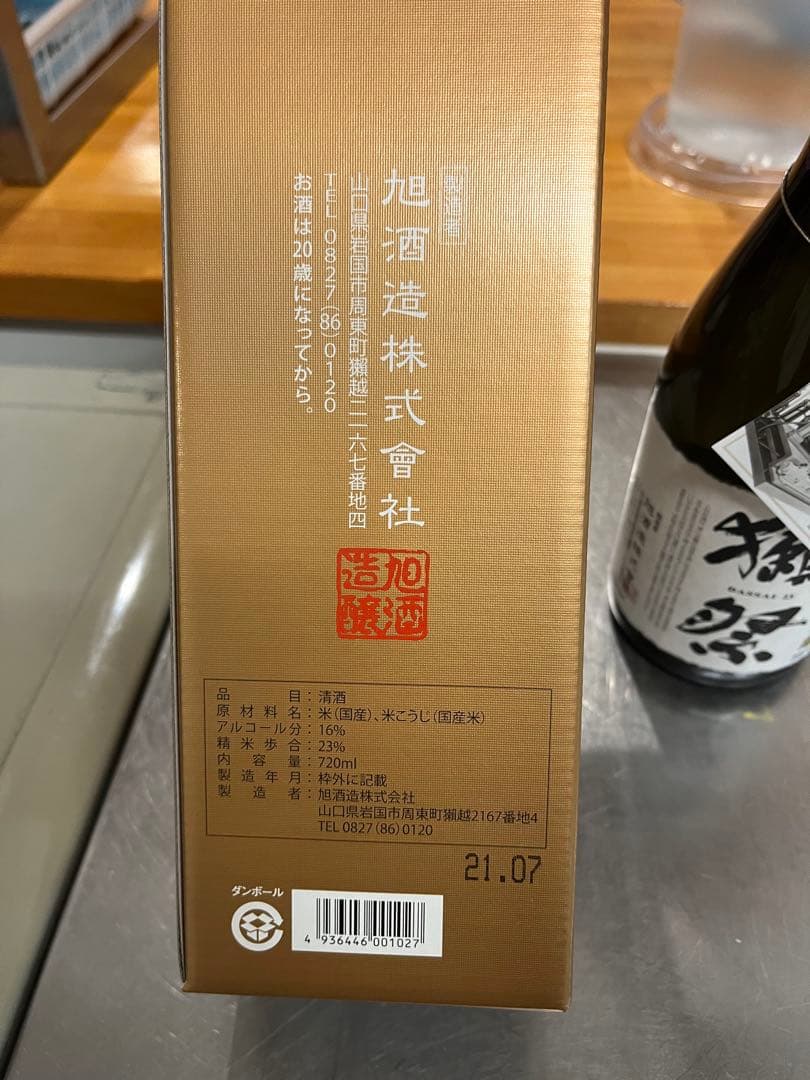 製造者
旭酒造株式會社
山口県岩国市周東町獺越二一六七番地四
TEL 0827(86)0120
お酒は20歳になってから。
旭酒造醸
品目：清酒
原材料名：米（国産）、米こうじ（国産米）
アルコール分：16%
精米歩合：23%
内容量：720ml
製造年月：枠外に記載
製造者：旭酒造株式会社
山口県岩国市周東町獺越2167番地4
TEL 0827（86）0120
21.07
ダンボール
4 936446 001027
獺祭